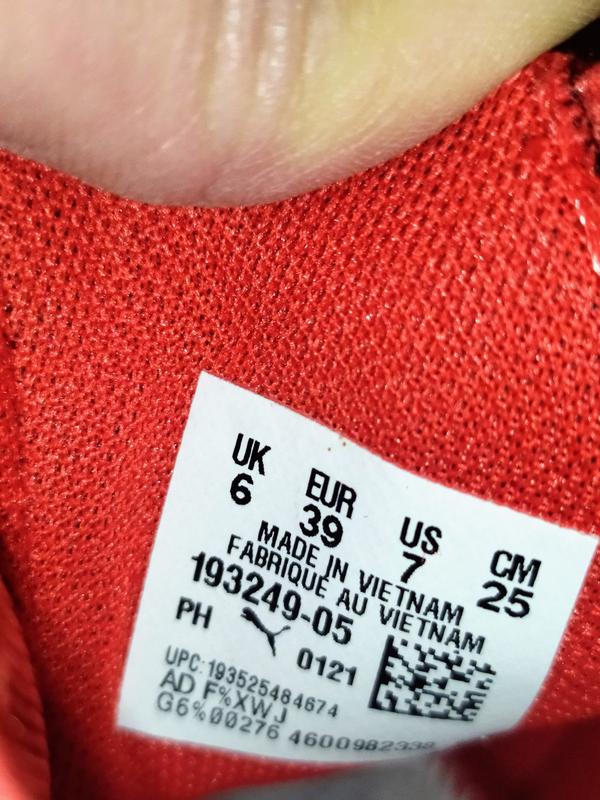 UK EUR US CM
6 39 7 25
MADE IN VIETNAM
FABRIQUE AU VIETNAM
193249-05
PH 0121
UPC:193525484674
AD F%XWJ
G6%00276 4600982338